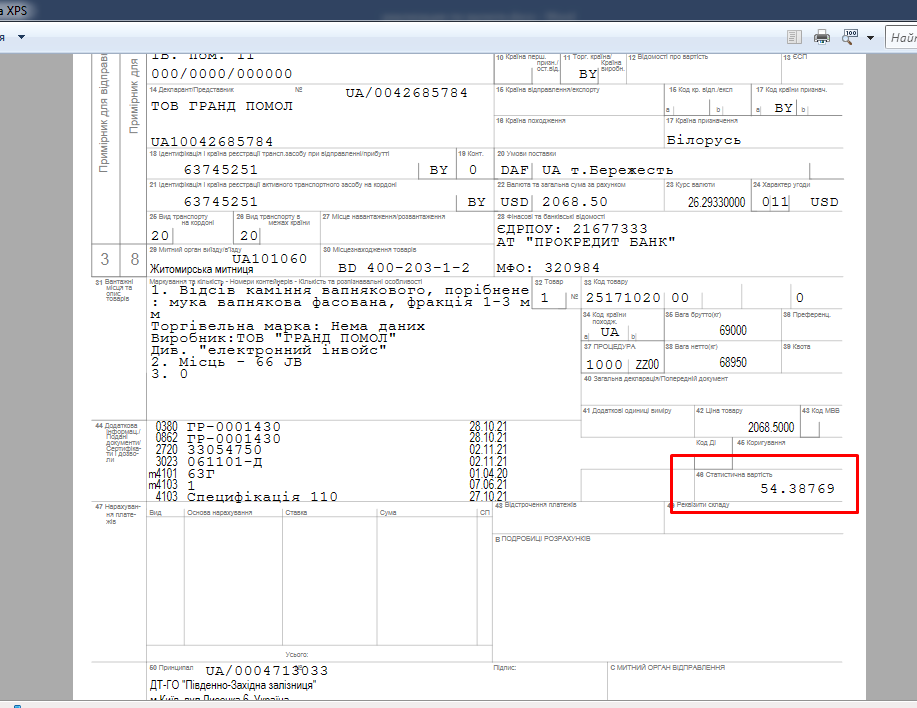 а XPS
я
Найт
Примірник для відправ
Примірник для
000/0000/000000
10 Країна перш. призн./ост.від.
11 Торг. країна/Країна виробн.
BY
12 Відомості про вартість
13 ЄСП
14 Декларант/Представник № UA/0042685784
ТОВ ГРАНД ПОМОЛ
UA10042685784
15 Країна відправлення/експорту
15 Код кр. відп./експ
a b
17 Код країни признач.
a BY b
16 Країна походження
17 Країна призначення
Білорусь
18 Ідентифікація і країна реєстрації трансп.засобу при відправленні/прибутті
63745251 BY
19 Конт.
0
20 Умови поставки
DAF UA т.Бережесть
21 Ідентифікація і країна реєстрації активного транспортного засобу на кордоні
63745251 BY
22 Валюта та загальна сума за рахунком
USD 2068.50
23 Курс валюти
26.29330000
24 Характер угоди
011 USD
25 Вид транспорту на кордоні
20
26 Вид транспорту в межах країни
20
27 Місце навантаження/розвантаження
28 Фінасові та банківські відомості
ЄДРПОУ: 21677333
АТ "ПРОКРЕДИТ БАНК"
МФО: 320984
3 8
29 Митний орган виїзду/в'їзду
UA101060
Житомирська митниця
30 Місцезнаходження товарів
BD 400-203-1-2
31 Вантажні місця та опис товарів
Маркування та кількість - Номери контейнерів - Кількість та розпізнавальні особливості
1. Відсів каміння вапнякового, порібнене
: мука вапнякова фасована, фракція 1-3 м
м
Торгівельна марка: Нема даних
Виробник:ТОВ "ГРАНД ПОМОЛ"
Див. "електронний інвойс"
2. Місць - 66 JB
3. 0
32 Товар
1 №
33 Код товару
25171020 00 0
34 Код країни походж.
a UA b
35 Вага брутто(кг)
69000
36 Преференц.
37 ПРОЦЕДУРА
1000 ZZ00
38 Вага нетто(кг)
68950
39 Квота
40 Загальна декларація/Попередній документ
41 Додаткові одиниці виміру
42 Ціна товару
2068.5000
43 Код МВВ
44 Додаткова інформац./Подані документи/Сертифікати і дозволи
0380 ГР-0001430 28.10.21
0862 ГР-0001430 28.10.21
2720 33054750 02.11.21
3023 061101-Д 02.11.21
m4101 63Г 01.04.20
m4103 1 07.06.21
4103 Специфікація 110 27.10.21
Код ДІ
45 Коригування
46 Статистична вартість
54.38769
47 Нарахування платежів
Вид Основа нарахування Ставка Сума СП
Усього:
48 Відстрочення платежів
49 Реквізити складу
В ПОДРОБИЦІ РОЗРАХУНКІВ
50 Принципал № UA/0004713033
ДТ-ГО "Південно-Західна залізниця"
Підпис:
С МИТНИЙ ОРГАН ВІДПРАВЛЕННЯ